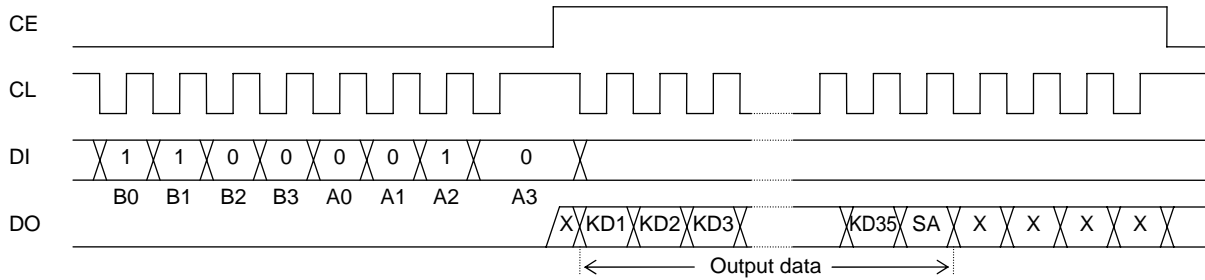 CE
CL
DI 1 1 0 0 0 0 1 0
B0 B1 B2 B3 A0 A1 A2 A3
DO X KD1 KD2 KD3 KD35 SA X X X X
Output data